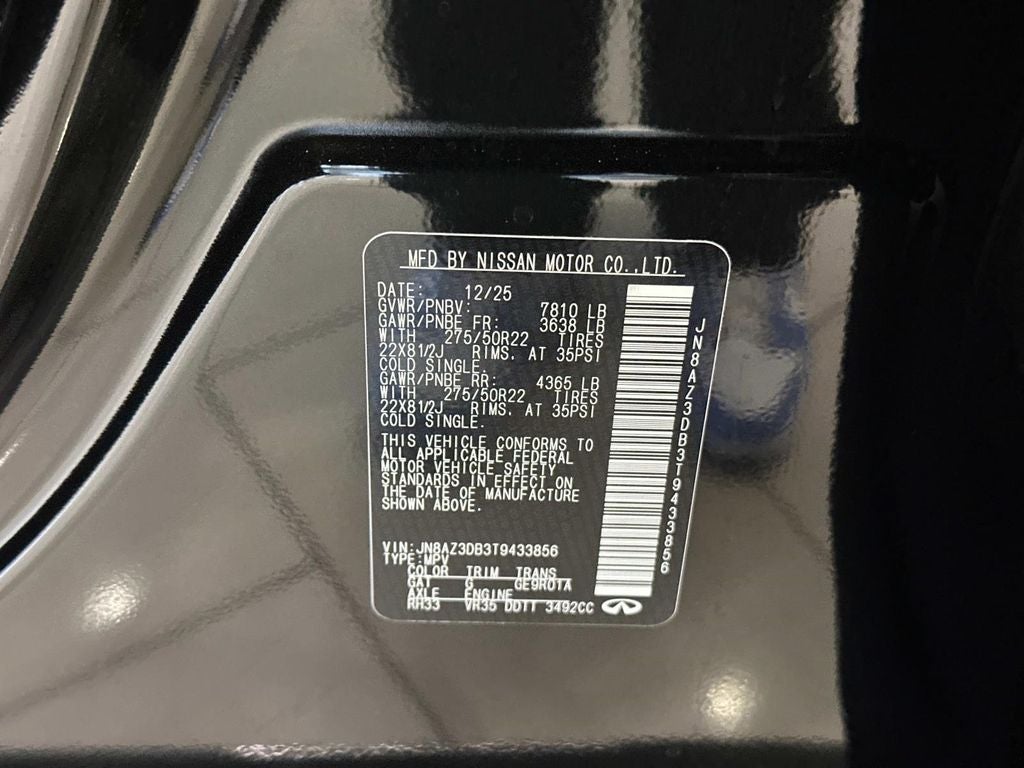 MFD BY NISSAN MOTOR CO.,LTD.
DATE: 12/25
GVWR/PNBV: 7810 LB
GAWR/PNBE FR: 3638 LB
WITH 275/50R22 TIRES
22X81/2J RIMS. AT 35PSI
COLD SINGLE.
GAWR/PNBE RR: 4365 LB
WITH 275/50R22 TIRES
22X81/2J RIMS. AT 35PSI
COLD SINGLE.
THIS VEHICLE CONFORMS TO
ALL APPLICABLE FEDERAL
MOTOR VEHICLE SAFETY
STANDARDS IN EFFECT ON
THE DATE OF MANUFACTURE
SHOWN ABOVE.
VIN:JN8AZ3DB3T9433856
TYPE:MPV
COLOR TRIM TRANS
GAT G GE9R01A
AXLE ENGINE
RH33 VR35 DDTT 3492CC
JN8AZ3DB3T9433856